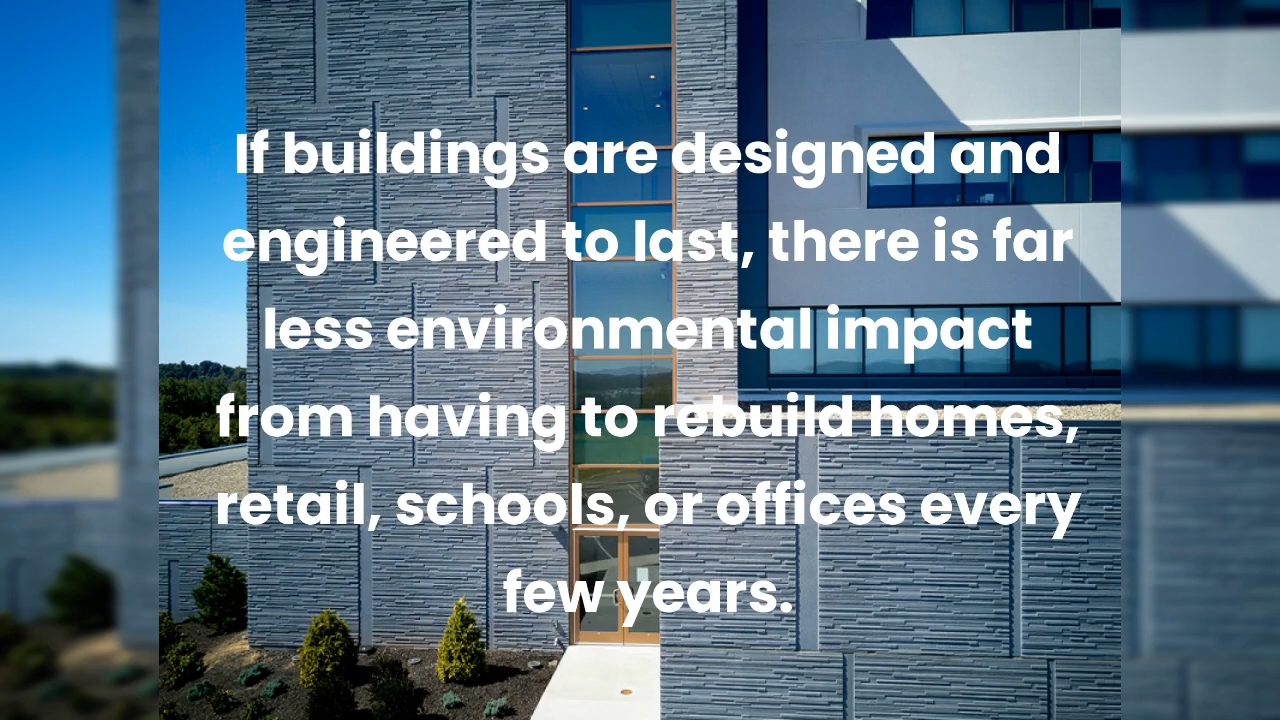 If buildings are designed and
engineered to last, there is far
less environmental impact
from having to rebuild homes,
retail, schools, or offices every
few years.